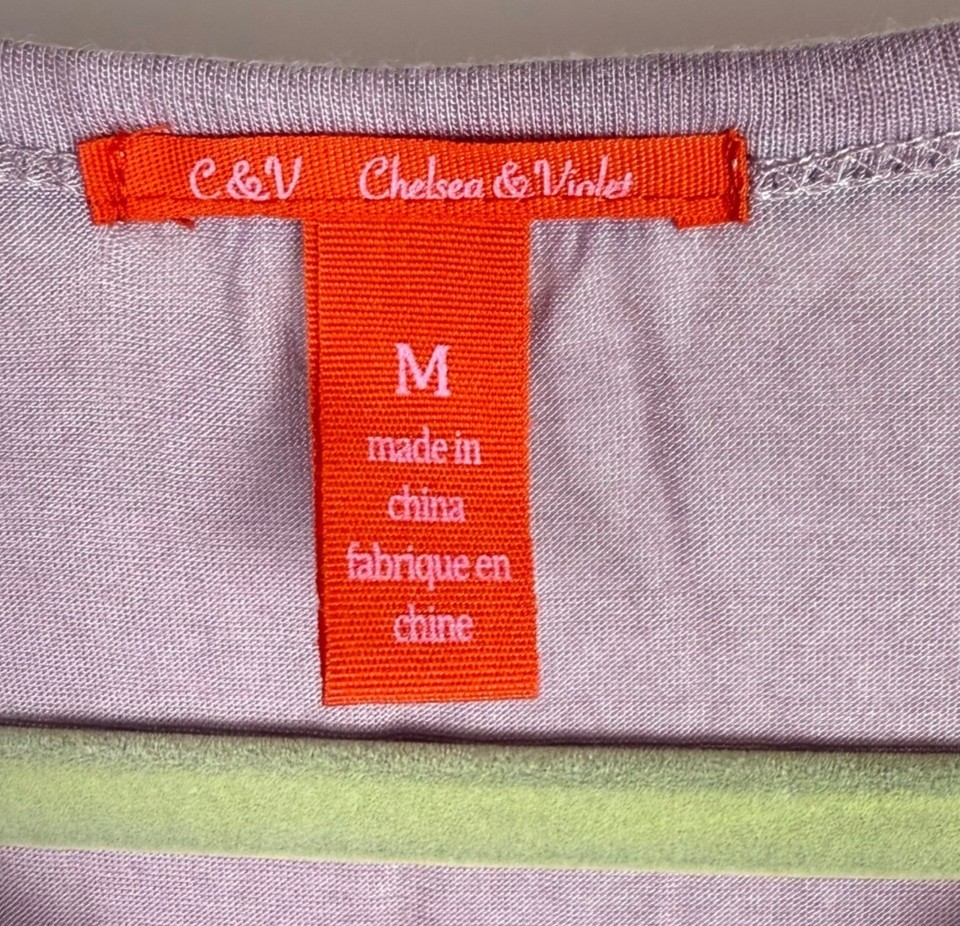 C&V Chelsea & Violet
M
made in
china
fabrique en
chine